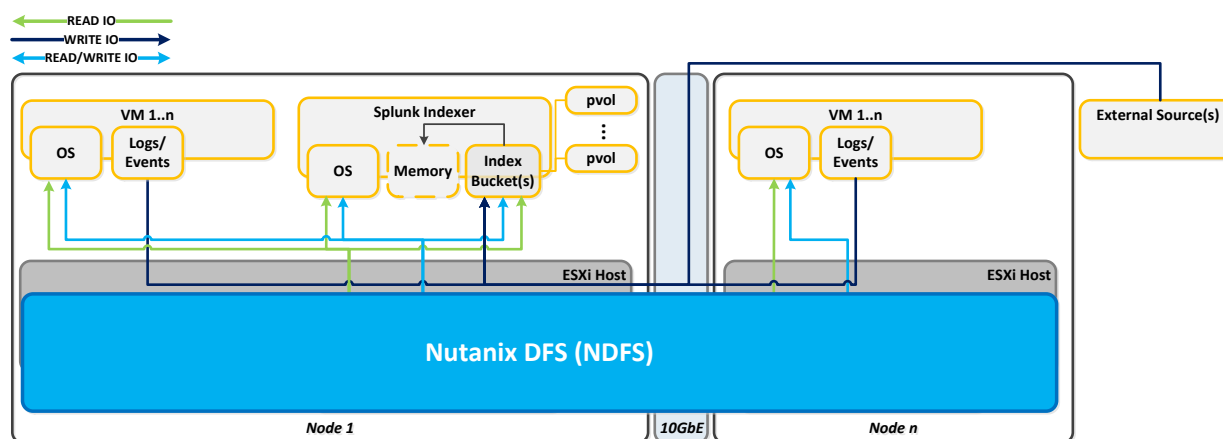 READ IO
WRITE IO
READ/WRITE IO
VM 1..n
OS
Logs/
Events
Splunk Indexer
OS
Memory
Index
Bucket(s)
pvol
⋮
pvol
VM 1..n
OS
Logs/
Events
External Source(s)
ESXi Host
ESXi Host
Nutanix DFS (NDFS)
Node 1
10GbE
Node n